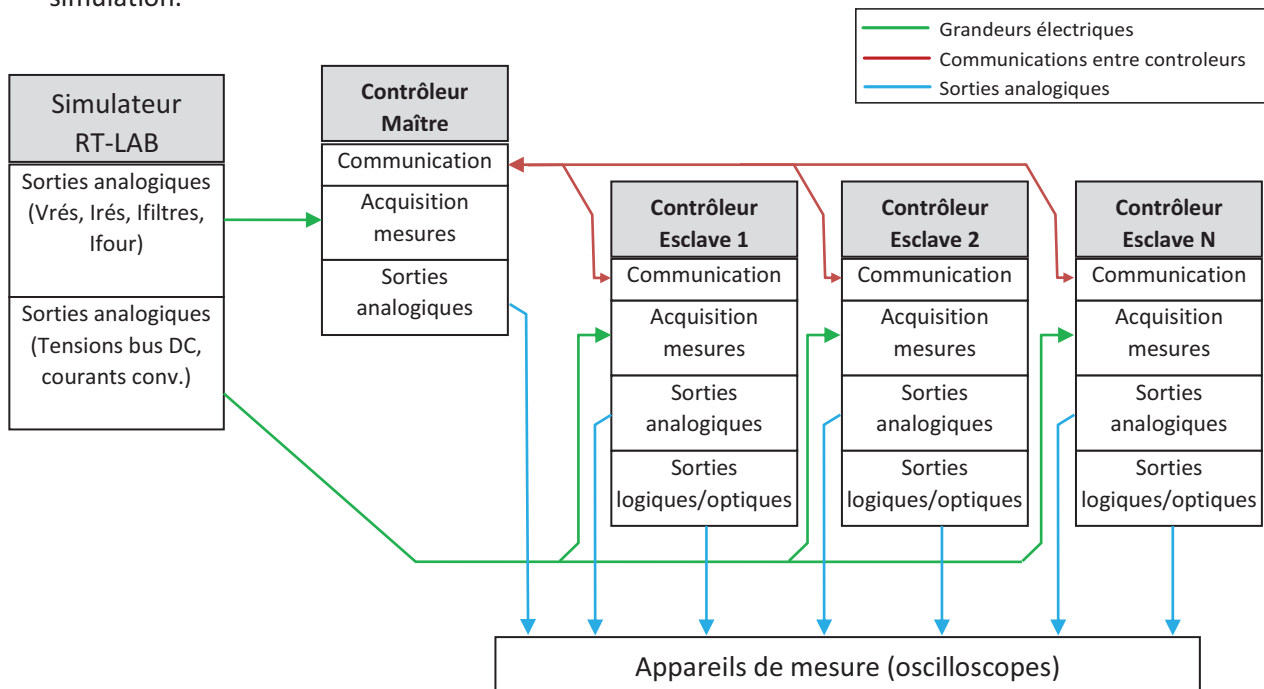 simulation.
Grandeurs électriques
Communications entre controleurs
Sorties analogiques
Simulateur
RT-LAB
Sorties analogiques
(Vrés, Irés, Ifiltres,
Ifour)
Sorties analogiques
(Tensions bus DC,
courants conv.)
Contrôleur
Maître
Communication
Acquisition
mesures
Sorties
analogiques
Contrôleur
Esclave 1
Communication
Acquisition
mesures
Sorties
analogiques
Sorties
logiques/optiques
Contrôleur
Esclave 2
Communication
Acquisition
mesures
Sorties
analogiques
Sorties
logiques/optiques
Contrôleur
Esclave N
Communication
Acquisition
mesures
Sorties
analogiques
Sorties
logiques/optiques
Appareils de mesure (oscilloscopes)